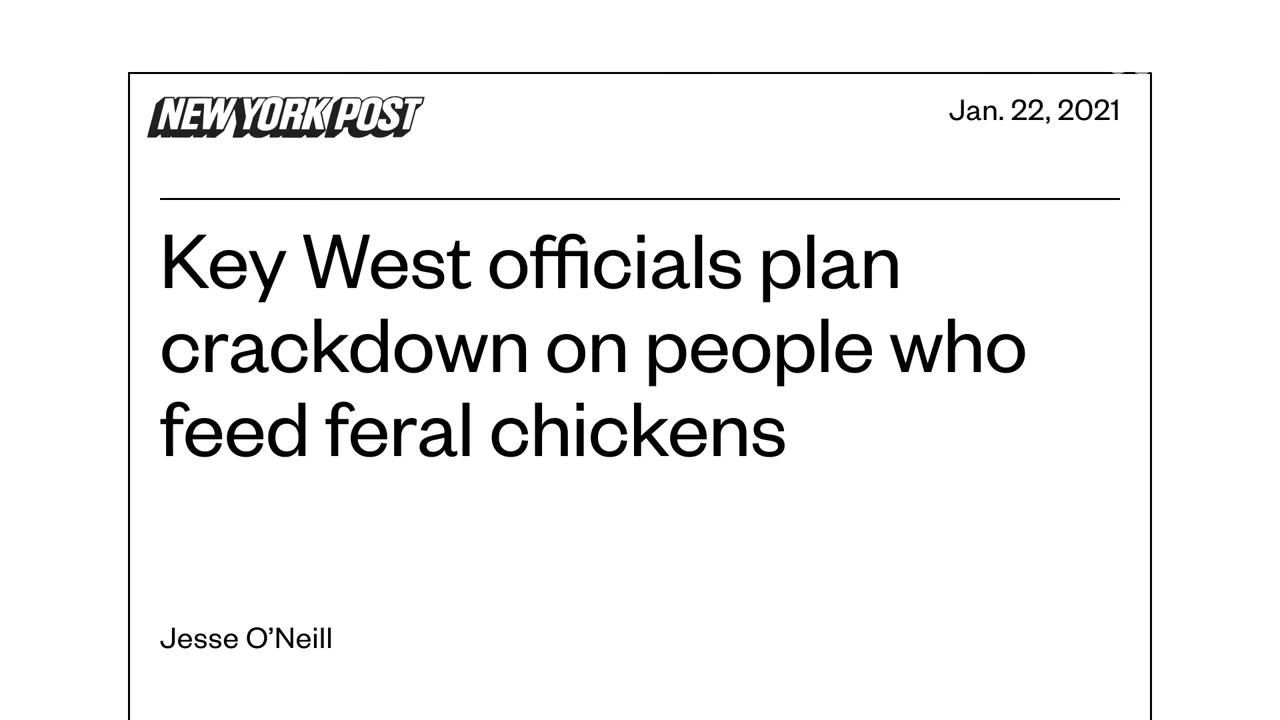 NEW YORK POST
Jan. 22, 2021
Key West officials plan
crackdown on people who
feed feral chickens
Jesse O’Neill